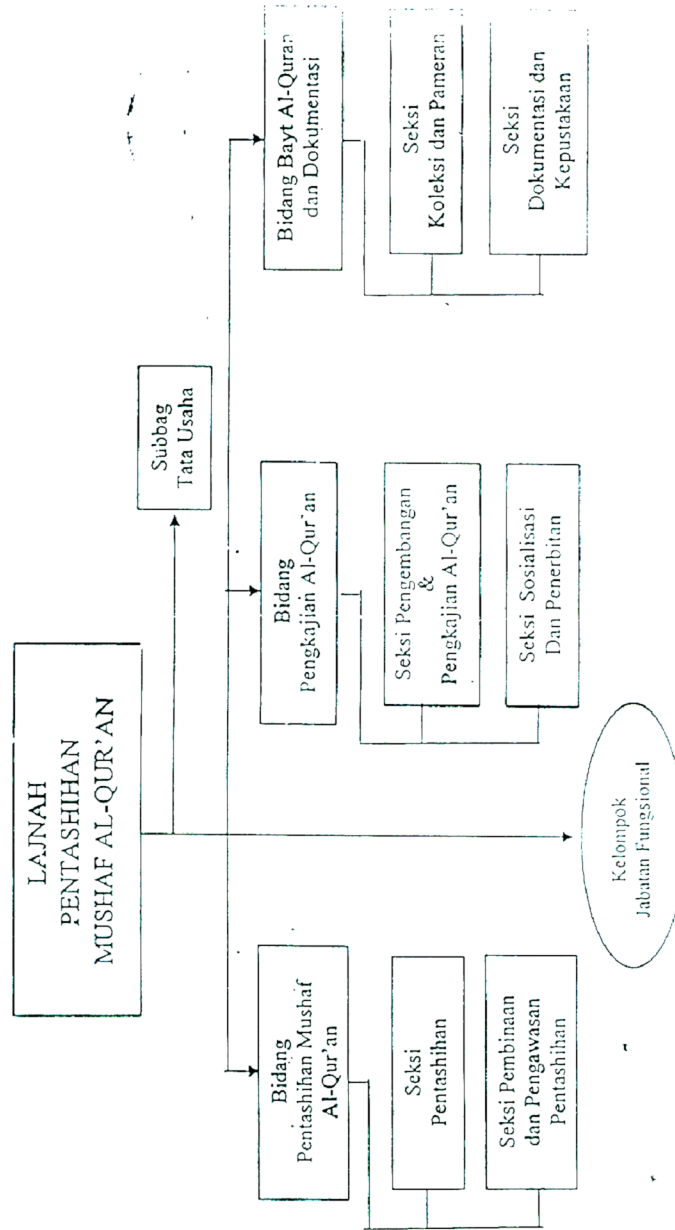 LAJNAH
PENTASHIHAN
MUSHAF AL-QUR'AN
Subbag
Tata Usaha
Bidang
Pentashihan Mushaf
Al-Qur'an
Seksi
Pentashihan
Seksi Pembinaan
dan Pengawasan
Pentashihan
Bidang
Pengkajian Al-Qur'an
Seksi Pengembangan
&
Pengkajian Al-Qur'an
Seksi Sosialisasi
Dan Penerbitan
Bidang Bayt Al-Quran
dan Dokumentasi
Seksi
Koleksi dan Pameran
Seksi
Dokumentasi dan
Kepustakaan
Kelompok
Jabatan Fungsional